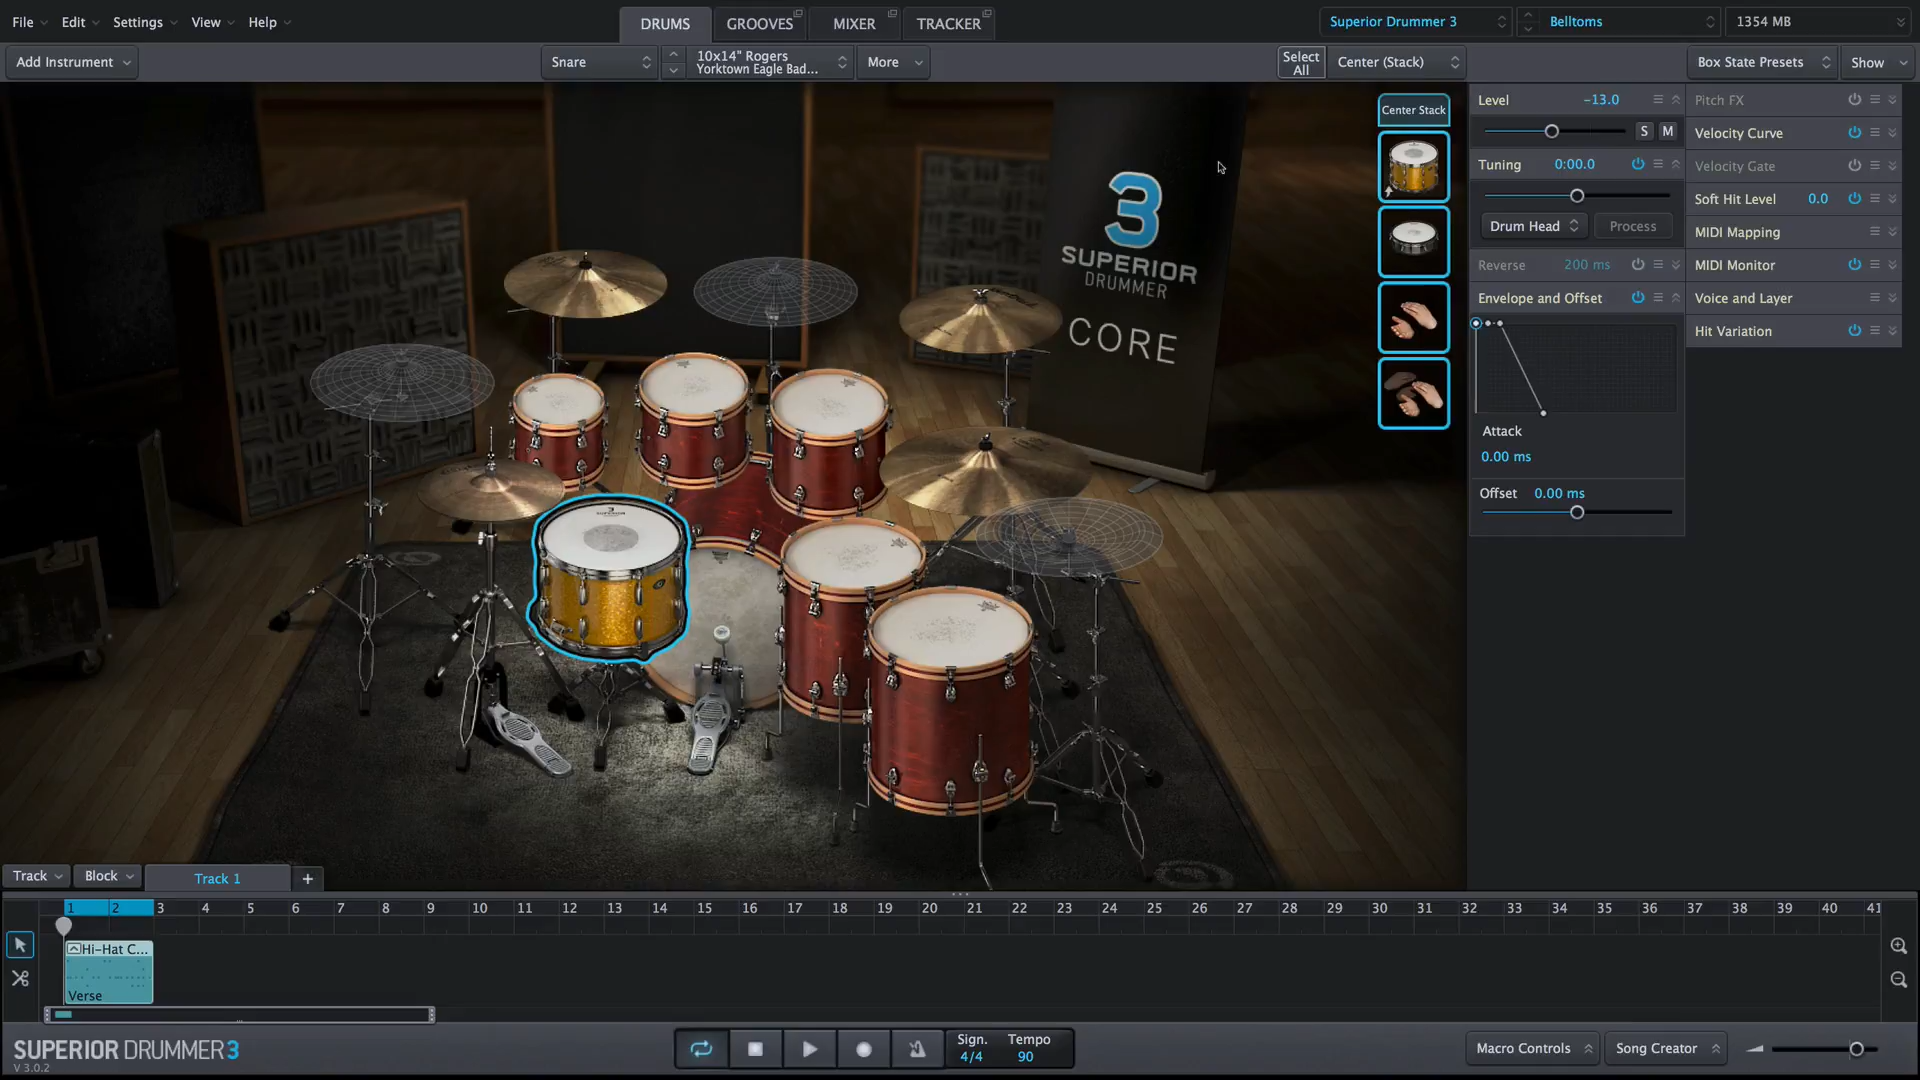 File Edit Settings View Help
DRUMS GROOVES MIXER TRACKER
Superior Drummer 3 Belltoms 1354 MB
Add Instrument
Snare
10x14" Rogers
Yorktown Eagle Bad...
More
Select
All
Center (Stack)
Box State Presets
Show
Center Stack
Level -13.0
S M
Tuning 0:00.0
Drum Head Process
Reverse 200 ms
Envelope and Offset
Attack
0.00 ms
Offset 0.00 ms
Pitch FX
Velocity Curve
Velocity Gate
Soft Hit Level 0.0
MIDI Mapping
MIDI Monitor
Voice and Layer
Hit Variation
3
SUPERIOR
DRUMMER
CORE
SUPERIOR
Track Block Track 1 +
1 2 3 4 5 6 7 8 9 10 11 12 13 14 15 16 17 18 19 20 21 22 23 24 25 26 27 28 29 30 31 32 33 34 35 36 37 38 39 40 41
Hi-Hat C...
Verse
SUPERIOR DRUMMER 3
V 3.0.2
Sign. Tempo
4/4 90
Macro Controls Song Creator